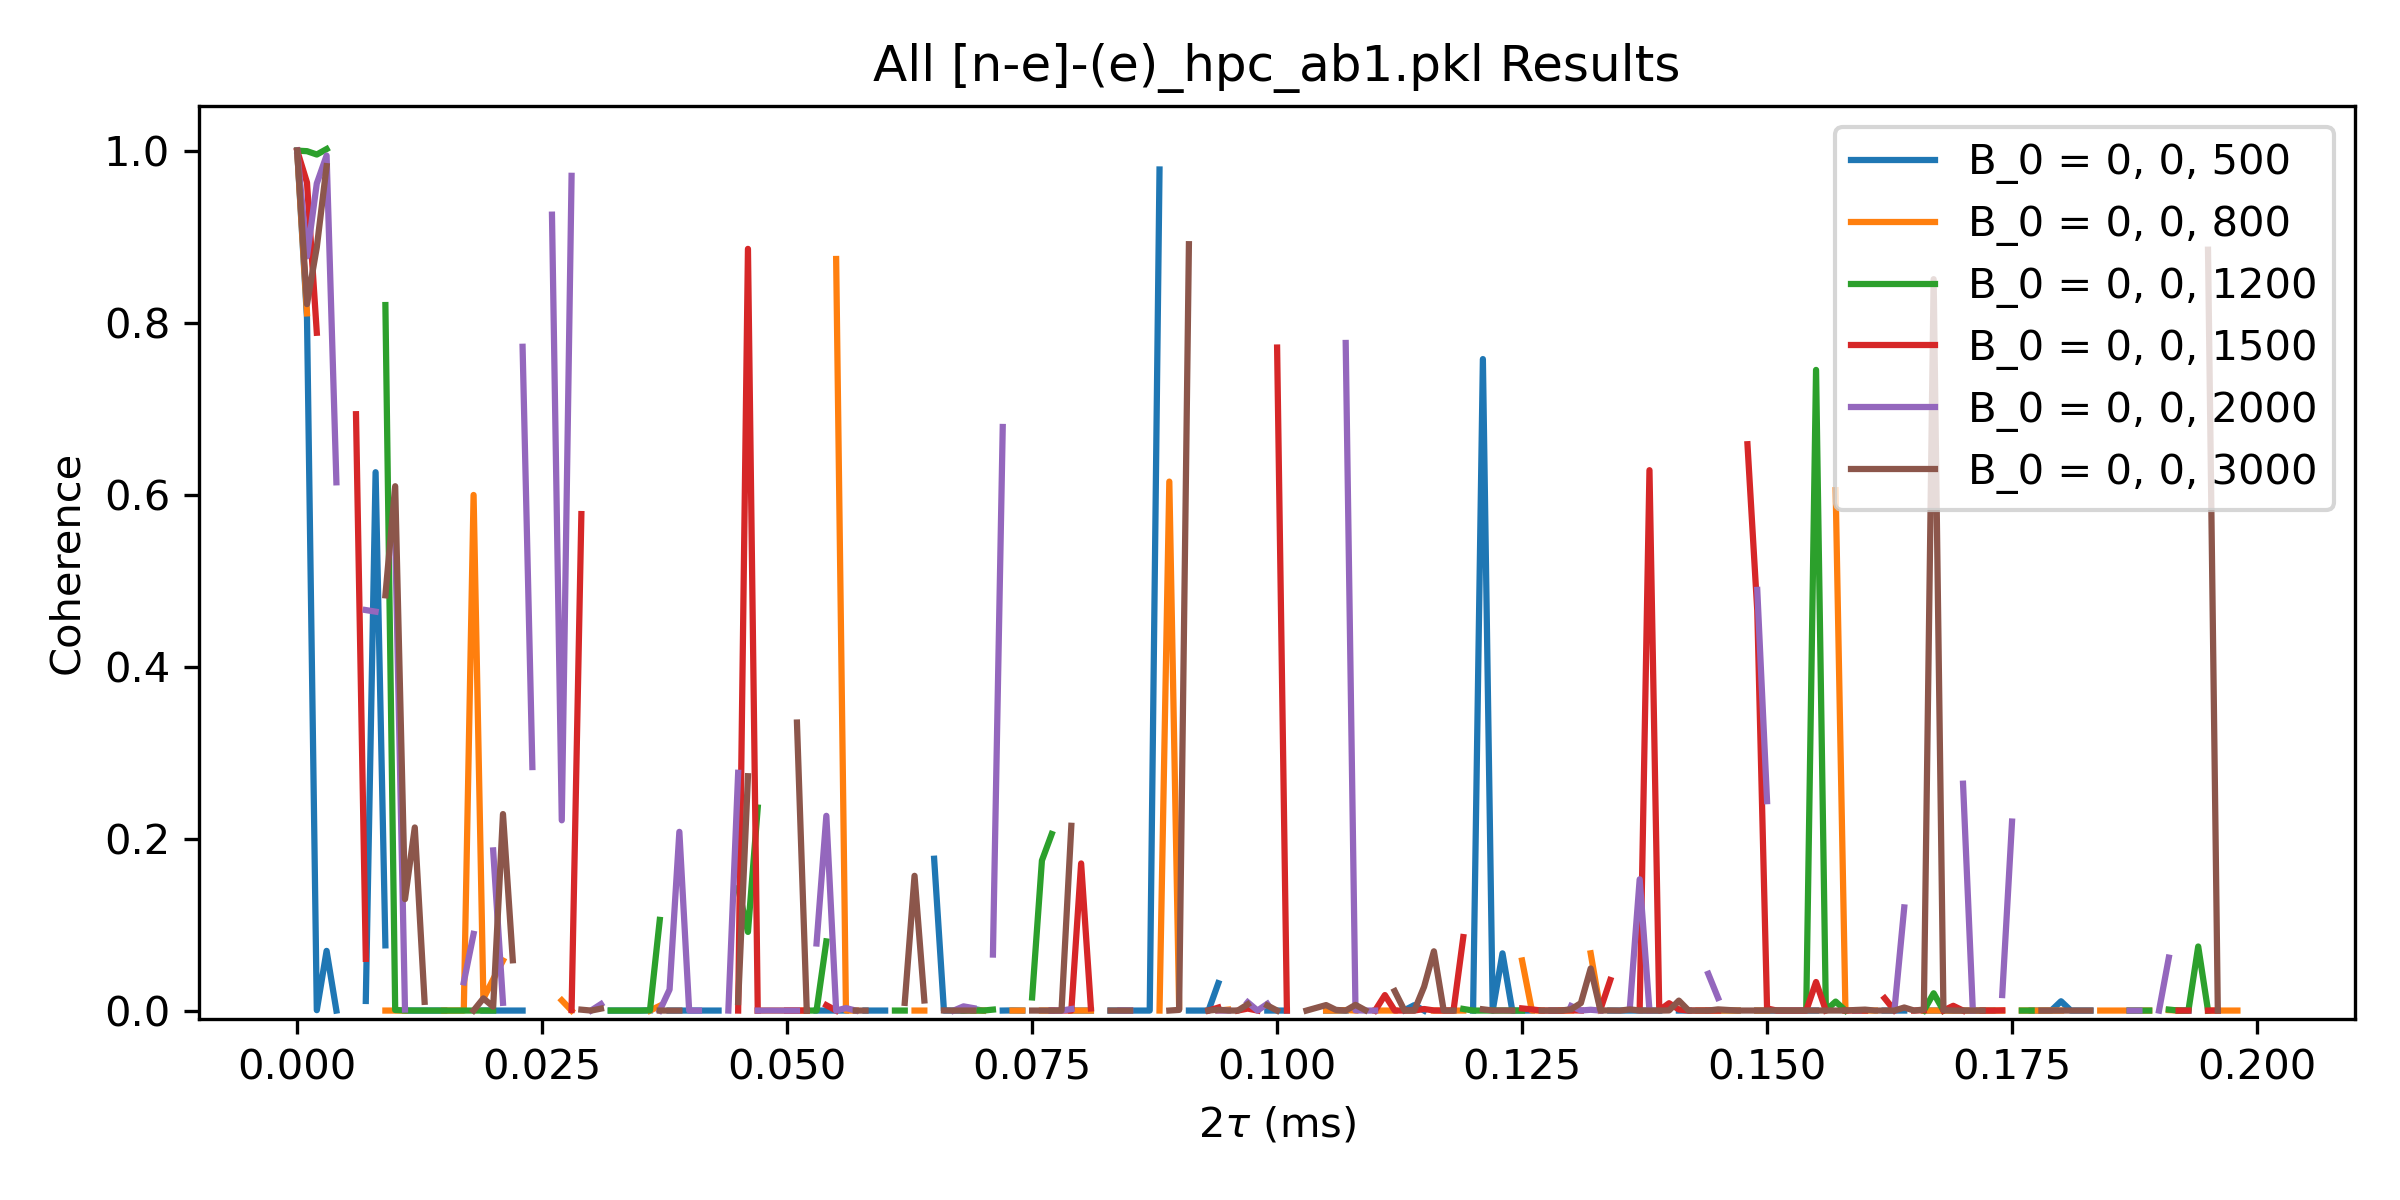 All [n-e]-(e)_hpc_ab1.pkl Results
1.0
0.8
0.6
0.4
0.2
0.0
Coherence
B_0 = 0, 0, 500
B_0 = 0, 0, 800
B_0 = 0, 0, 1200
B_0 = 0, 0, 1500
B_0 = 0, 0, 2000
B_0 = 0, 0, 3000
0.000 0.025 0.050 0.075 0.100 0.125 0.150 0.175 0.200
2τ (ms)